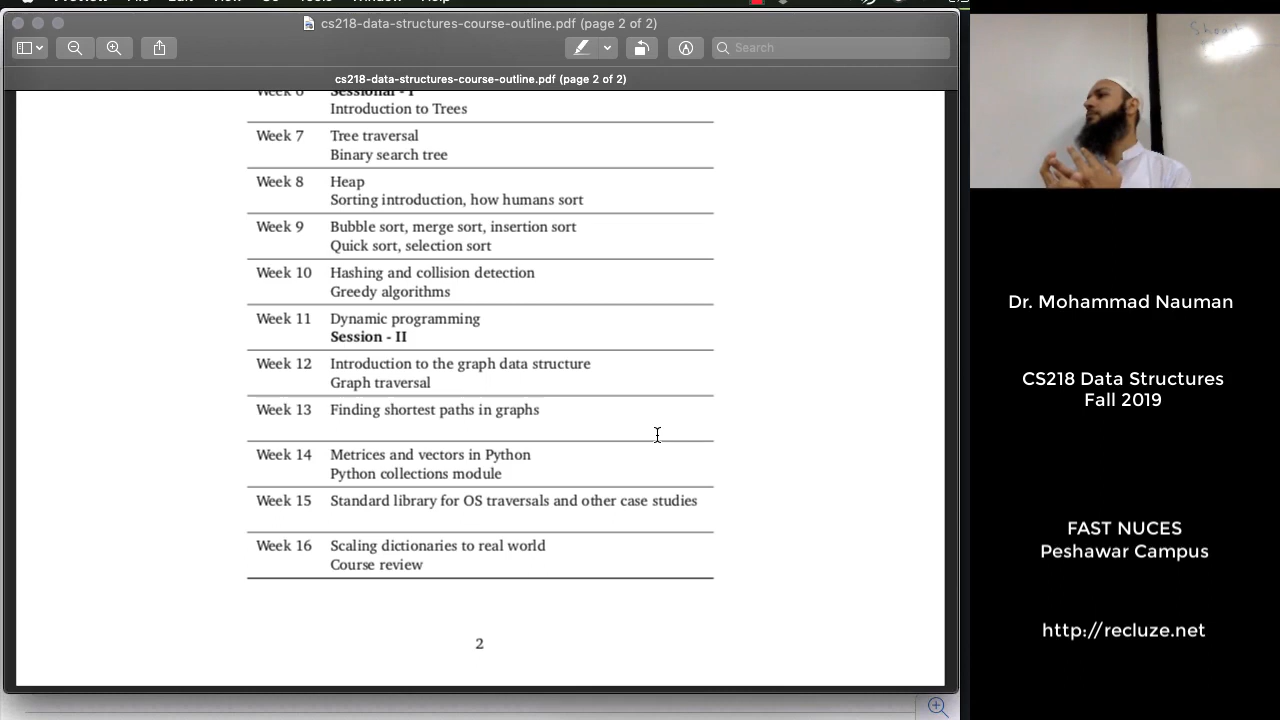 cs218-data-structures-course-outline.pdf (page 2 of 2)
Search
cs218-data-structures-course-outline.pdf (page 2 of 2)
Week 6 Sessional - I
Introduction to Trees
Week 7 Tree traversal
Binary search tree
Week 8 Heap
Sorting introduction, how humans sort
Week 9 Bubble sort, merge sort, insertion sort
Quick sort, selection sort
Week 10 Hashing and collision detection
Greedy algorithms
Week 11 Dynamic programming
Session - II
Week 12 Introduction to the graph data structure
Graph traversal
Week 13 Finding shortest paths in graphs
Week 14 Metrices and vectors in Python
Python collections module
Week 15 Standard library for OS traversals and other case studies
Week 16 Scaling dictionaries to real world
Course review
2
Dr. Mohammad Nauman
CS218 Data Structures
Fall 2019
FAST NUCES
Peshawar Campus
http://recluze.net